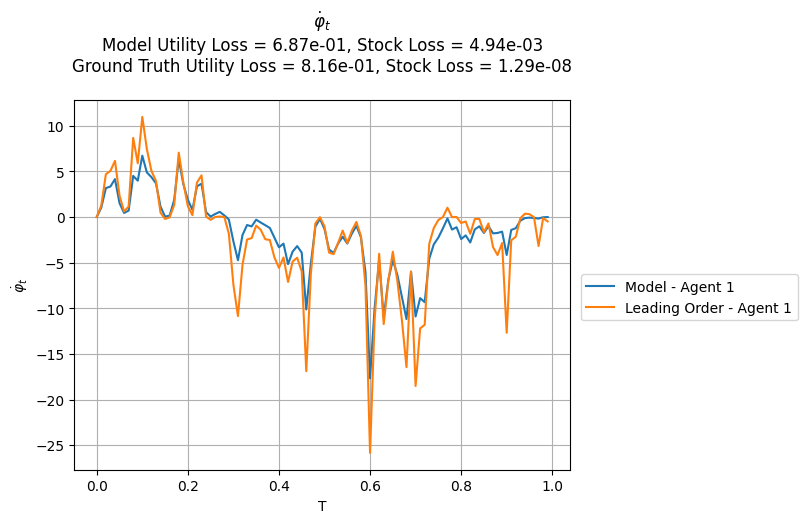 φ̇ₜ
Model Utility Loss = 6.87e-01, Stock Loss = 4.94e-03
Ground Truth Utility Loss = 8.16e-01, Stock Loss = 1.29e-08
10
5
0
−5
−10
−15
−20
−25
φ̇ₜ
0.0 0.2 0.4 0.6 0.8 1.0
T
Model - Agent 1
Leading Order - Agent 1